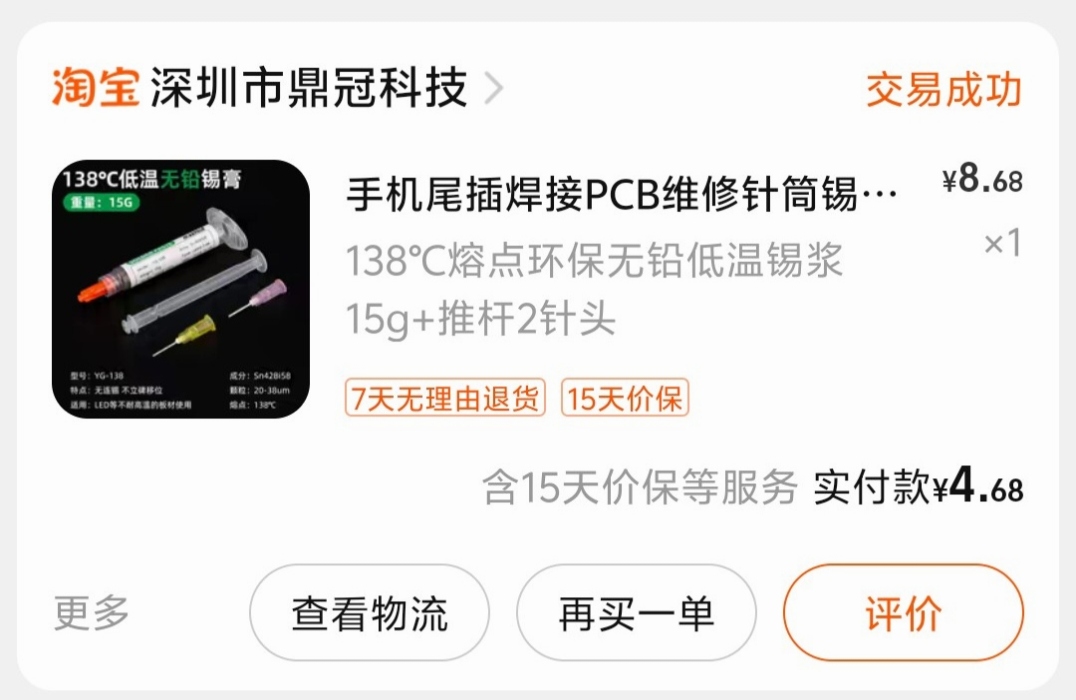 淘宝 深圳市鼎冠科技 >
交易成功
138℃低温无铅锡膏
重量：15G
型号：YG-138
特点：无连锡 不立碑移位
适用：LED等不耐高温的板材使用
成分：Sn42Bi58
颗粒：20-38um
熔点：138℃
手机尾插焊接PCB维修针筒锡…
¥8.68
138℃熔点环保无铅低温锡浆
×1
15g+推杆2针头
7天无理由退货 15天价保
含15天价保等服务 实付款¥4.68
更多 查看物流 再买一单 评价